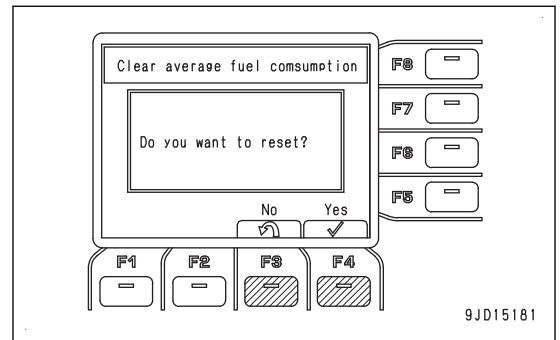 Clear average fuel comsumption
F8
F7
Do you want to reset?
F6
F5
No Yes
F1 F2 F3 F4
9JD15181